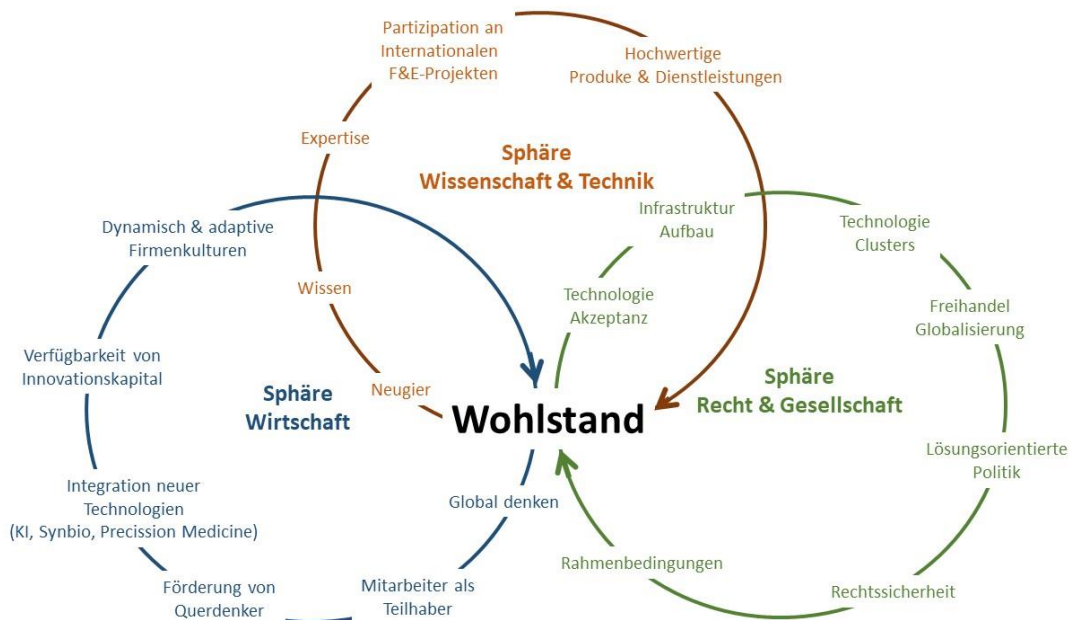 Partizipation an
Internationalen
F&E-Projekten
Hochwertige
Produke & Dienstleistungen
Expertise
Sphäre
Wissenschaft & Technik
Wissen
Neugier
Dynamisch & adaptive
Firmenkulturen
Verfügbarkeit von
Innovationskapital
Sphäre
Wirtschaft
Integration neuer
Technologien
(KI, Synbio, Precission Medicine)
Förderung von
Querdenker
Mitarbeiter als
Teilhaber
Global denken
Wohlstand
Infrastruktur
Aufbau
Technologie
Akzeptanz
Technologie
Clusters
Freihandel
Globalisierung
Sphäre
Recht & Gesellschaft
Lösungsorientierte
Politik
Rechtssicherheit
Rahmenbedingungen